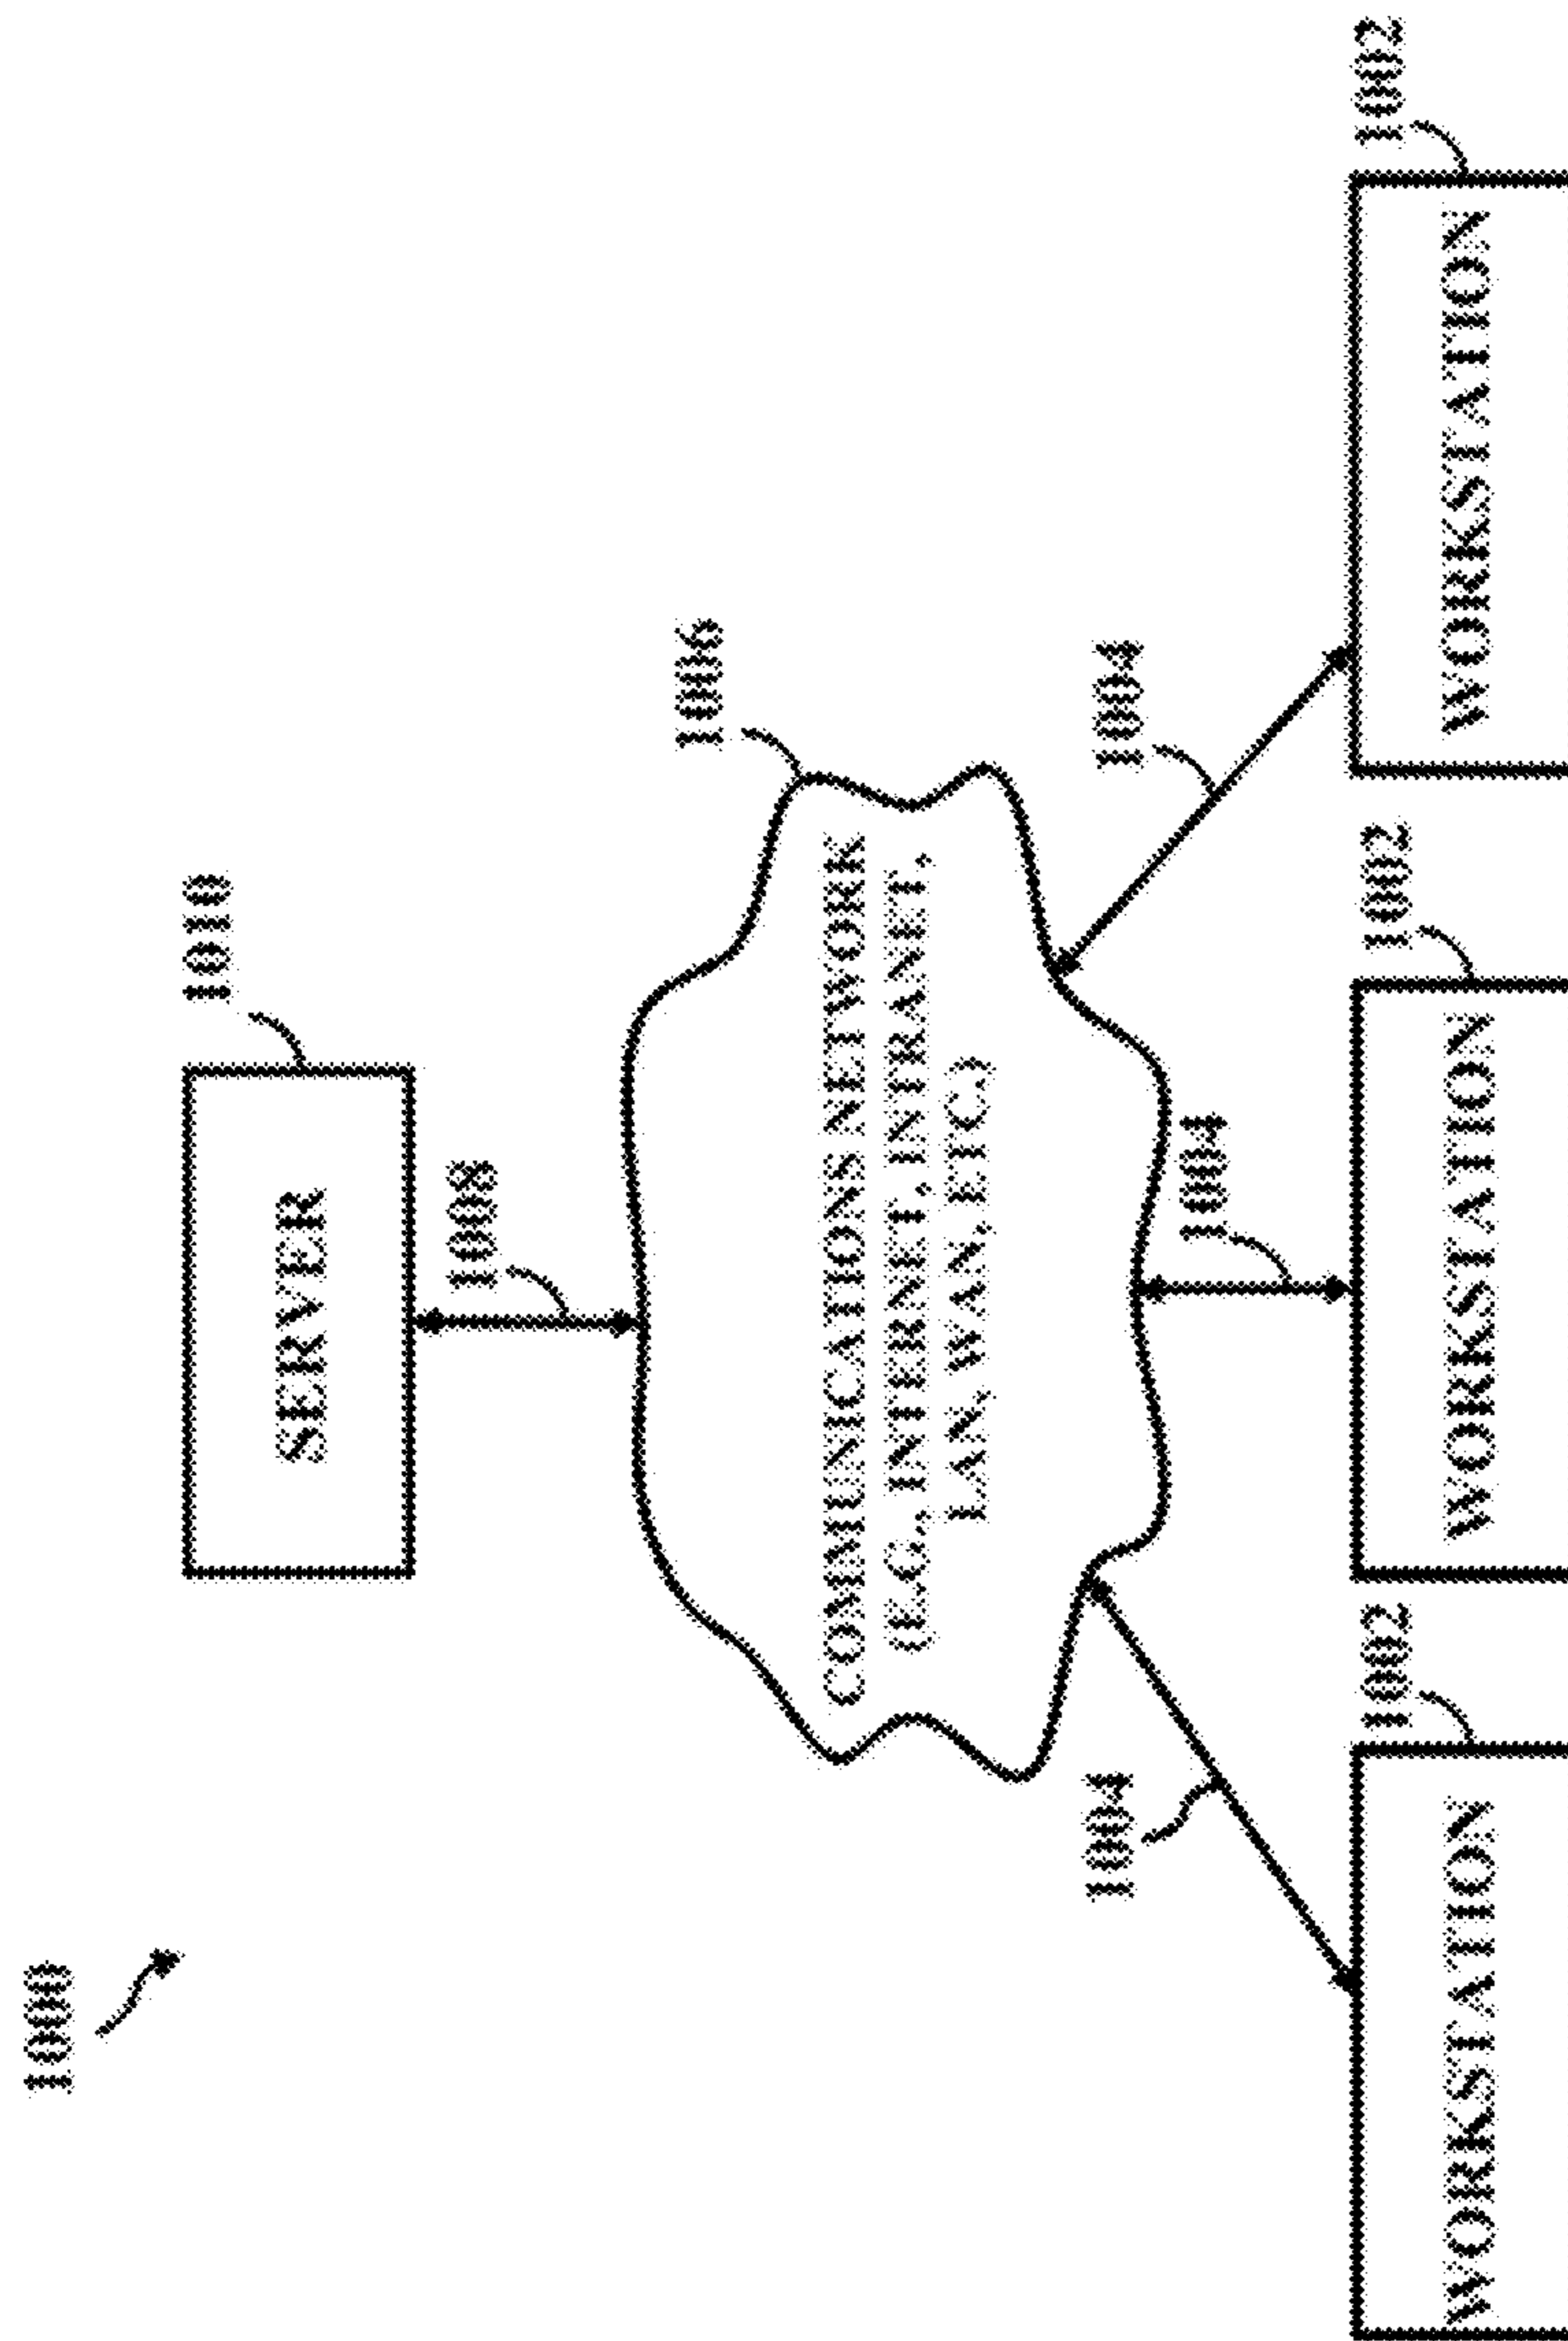 1000
1010
SERVER
1008
1006
COMMUNICATIONS NETWORK
(E.G., INTERNET, INTRANET,
LAN, WAN, ETC.)
1004
1004
1004
1002
1002
1002
WORKSTATION
WORKSTATION
WORKSTATION